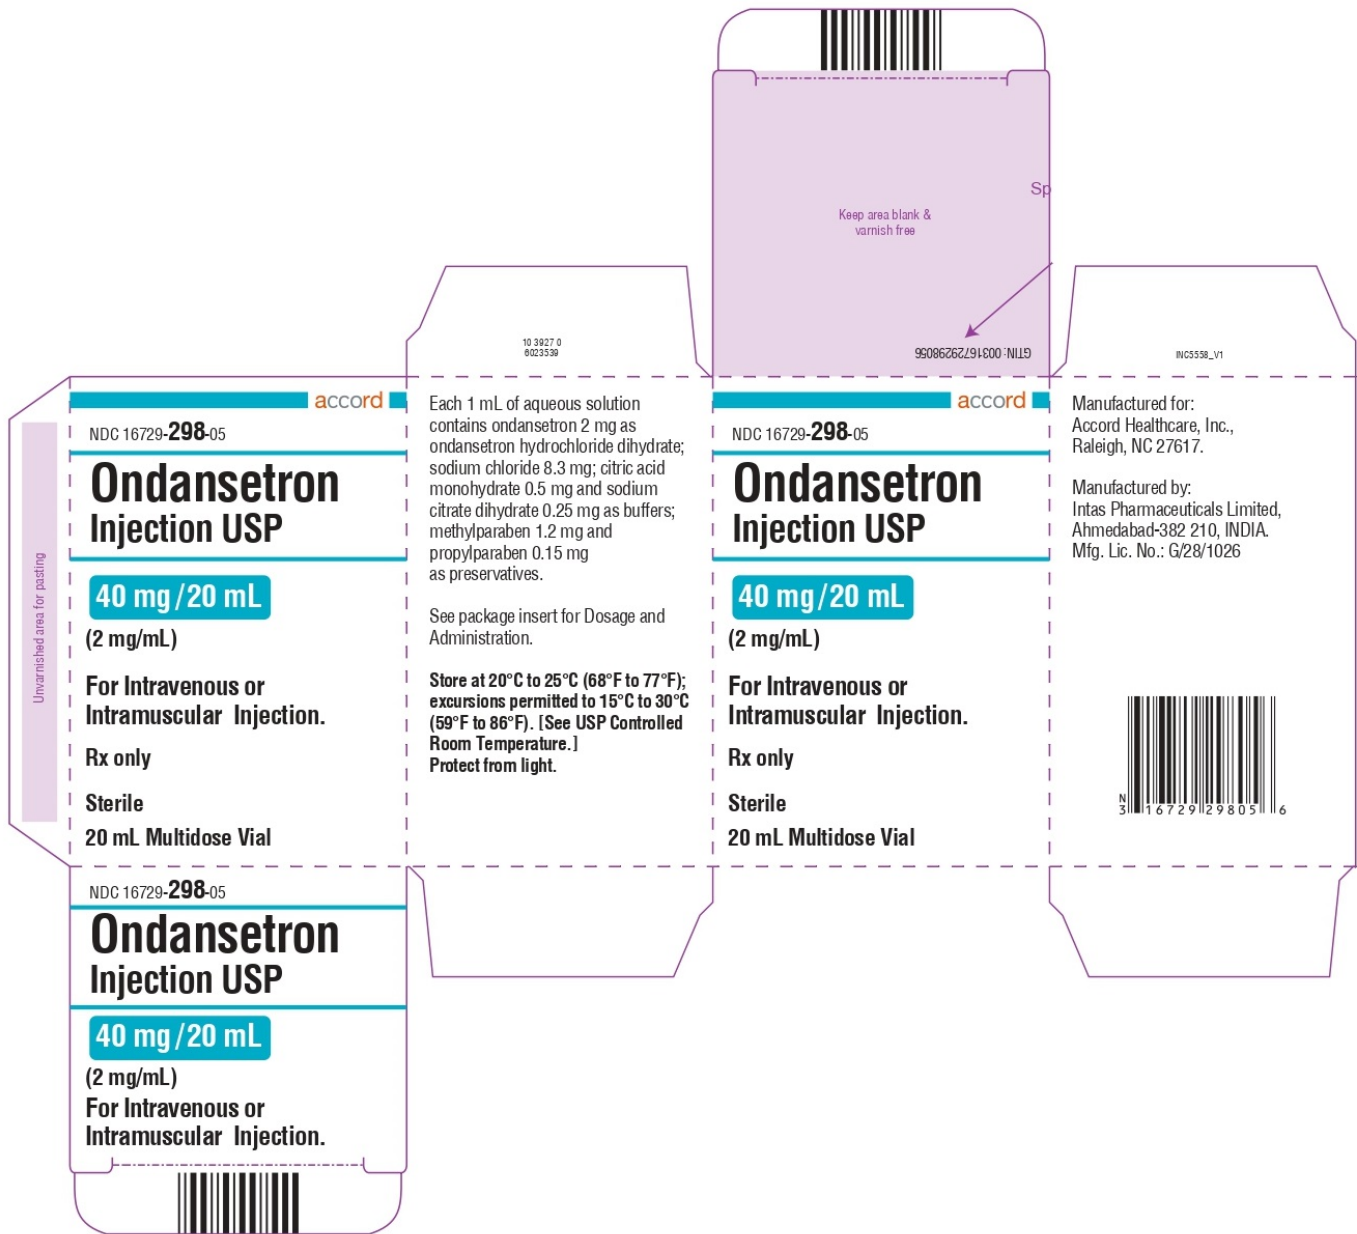 Keep area blank &
varnish free
Sp
GTIN: 00316729298056
10 3927 0
6023539
INC5558_V1
Unvarnished area for pasting
accord
NDC 16729-298-05
Ondansetron
Injection USP
40 mg/20 mL
(2 mg/mL)
For Intravenous or
Intramuscular Injection.
Rx only
Sterile
20 mL Multidose Vial
Each 1 mL of aqueous solution
contains ondansetron 2 mg as
ondansetron hydrochloride dihydrate;
sodium chloride 8.3 mg; citric acid
monohydrate 0.5 mg and sodium
citrate dihydrate 0.25 mg as buffers;
methylparaben 1.2 mg and
propylparaben 0.15 mg
as preservatives.
See package insert for Dosage and
Administration.
Store at 20°C to 25°C (68°F to 77°F);
excursions permitted to 15°C to 30°C
(59°F to 86°F). [See USP Controlled
Room Temperature.]
Protect from light.
accord
NDC 16729-298-05
Ondansetron
Injection USP
40 mg/20 mL
(2 mg/mL)
For Intravenous or
Intramuscular Injection.
Rx only
Sterile
20 mL Multidose Vial
Manufactured for:
Accord Healthcare, Inc.,
Raleigh, NC 27617.
Manufactured by:
Intas Pharmaceuticals Limited,
Ahmedabad-382 210, INDIA.
Mfg. Lic. No.: G/28/1026
N
3 16729 29805 6
NDC 16729-298-05
Ondansetron
Injection USP
40 mg/20 mL
(2 mg/mL)
For Intravenous or
Intramuscular Injection.